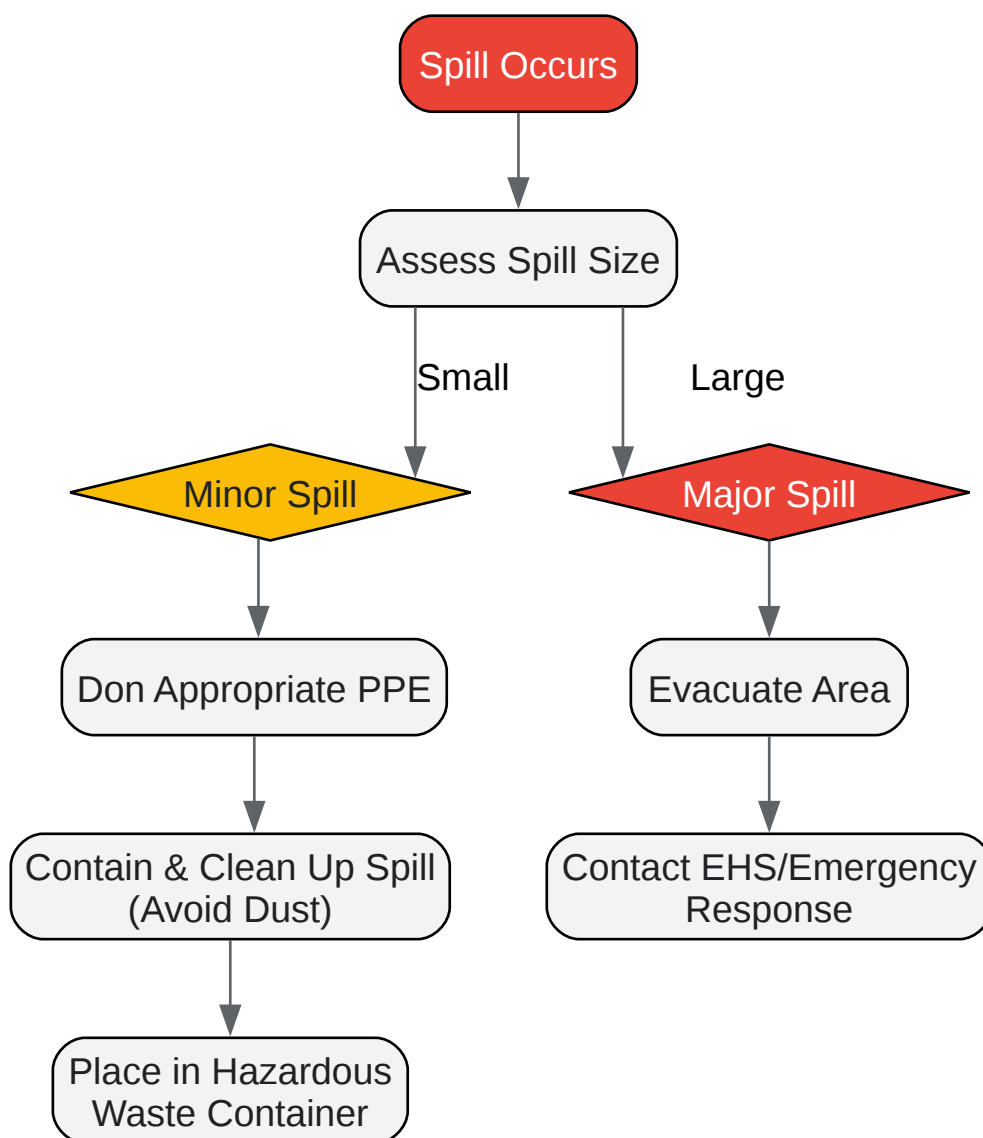 Spill Occurs
Assess Spill Size
Small
Large
Minor Spill
Major Spill
Don Appropriate PPE
Evacuate Area
Contain & Clean Up Spill
(Avoid Dust)
Contact EHS/Emergency
Response
Place in Hazardous
Waste Container